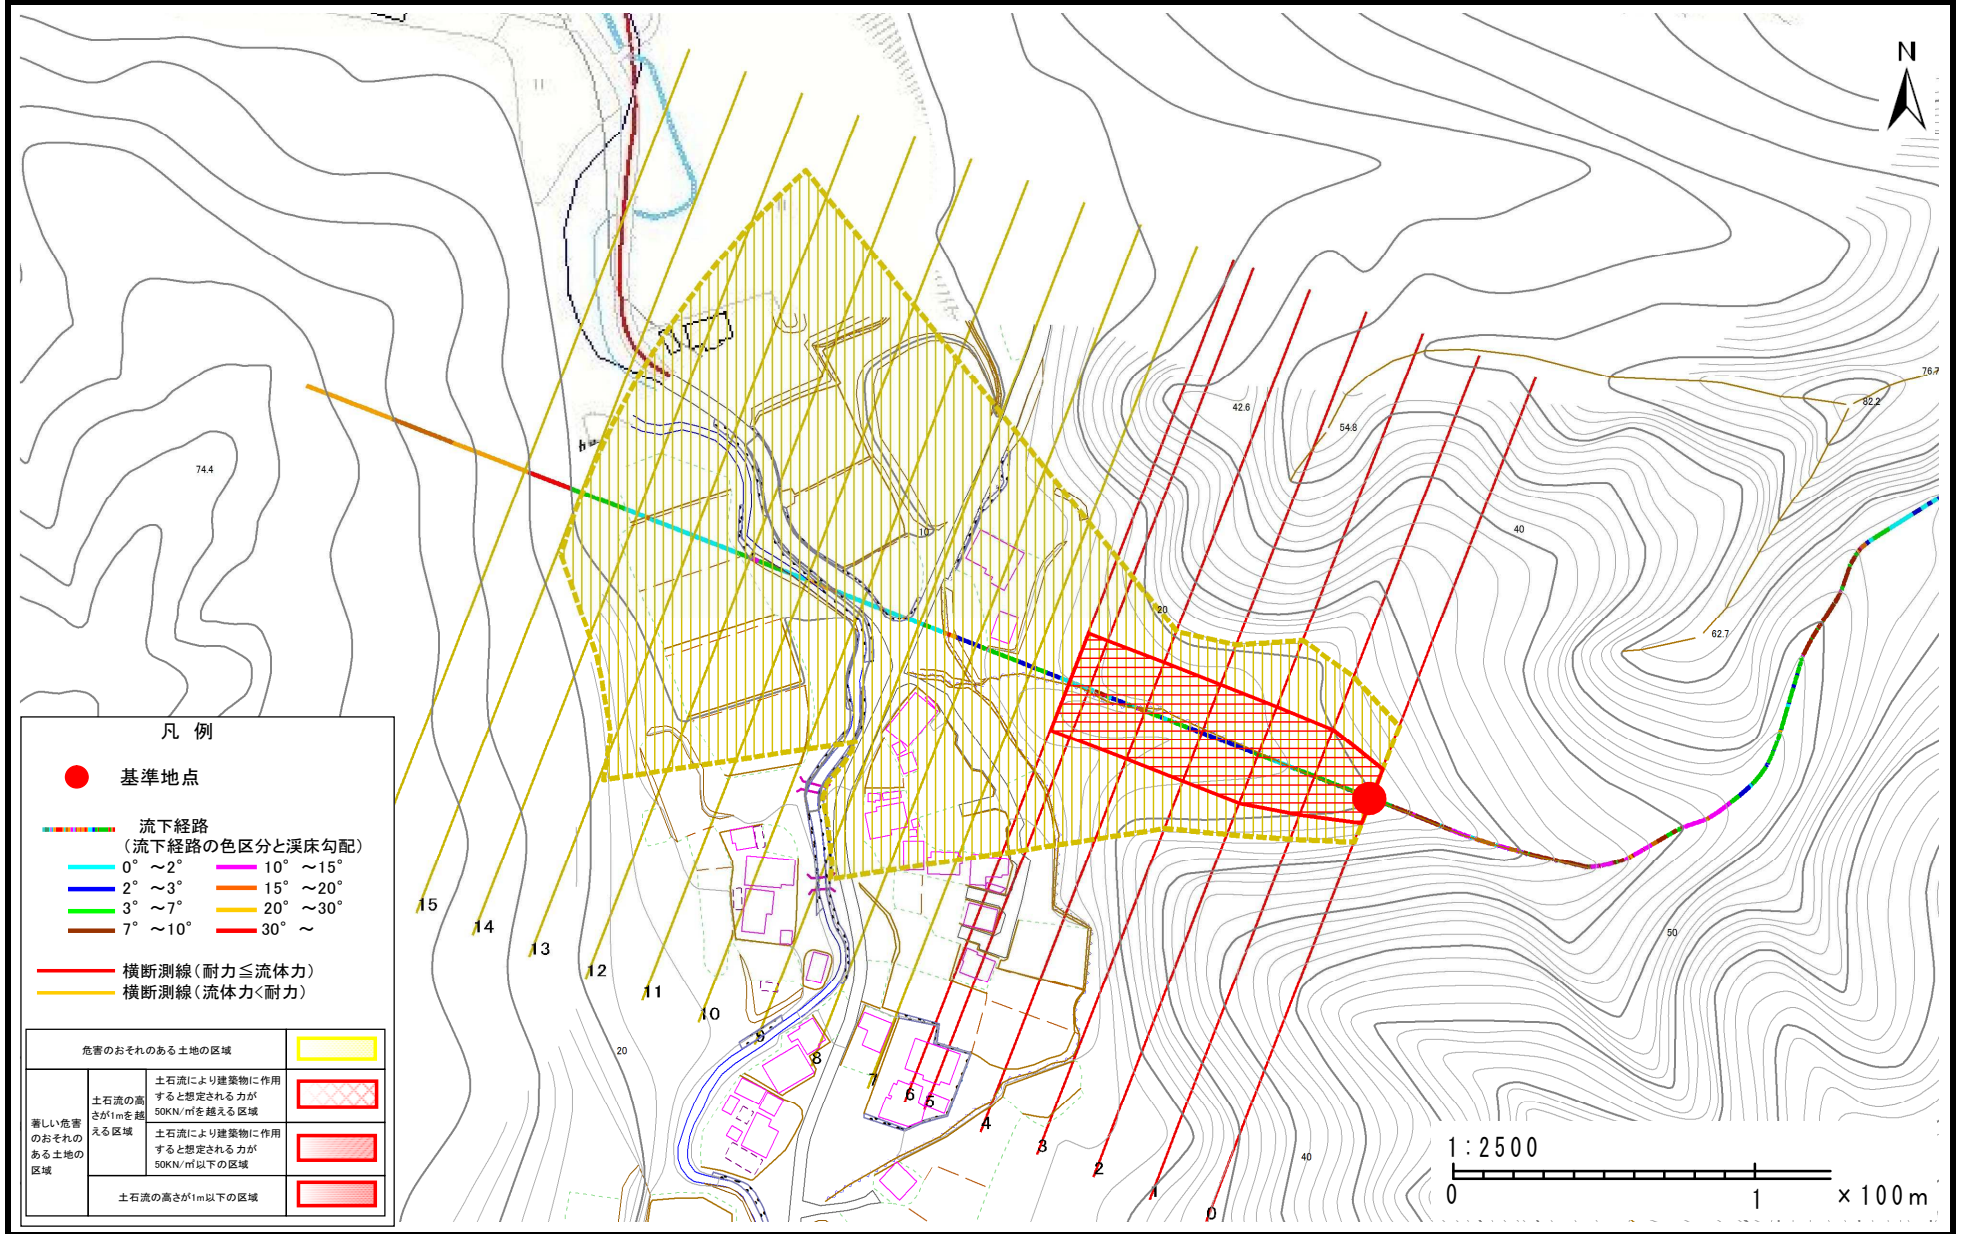 N
76.7
82.2
42.6
54.8
74.4
40
10
20
62.7
50
20
40
15
14
13
12
11
10
9
8
7
6
5
4
3
2
1
0
凡 例
基準地点
流下経路
(流下経路の色区分と渓床勾配)
0° ～2° 10° ～15°
2° ～3° 15° ～20°
3° ～7° 20° ～30°
7° ～10° 30° ～
横断測線(耐力≦流体力)
横断測線(流体力<耐力)
危害のおそれのある土地の区域
著しい危害
のおそれの
ある土地の
区域
土石流の高
さが1mを越
える区域
土石流により建築物に作用
すると想定される力が
50KN/㎡を越える区域
土石流により建築物に作用
すると想定される力が
50KN/㎡以下の区域
土石流の高さが1m以下の区域
1:2500
0 1 ×100m